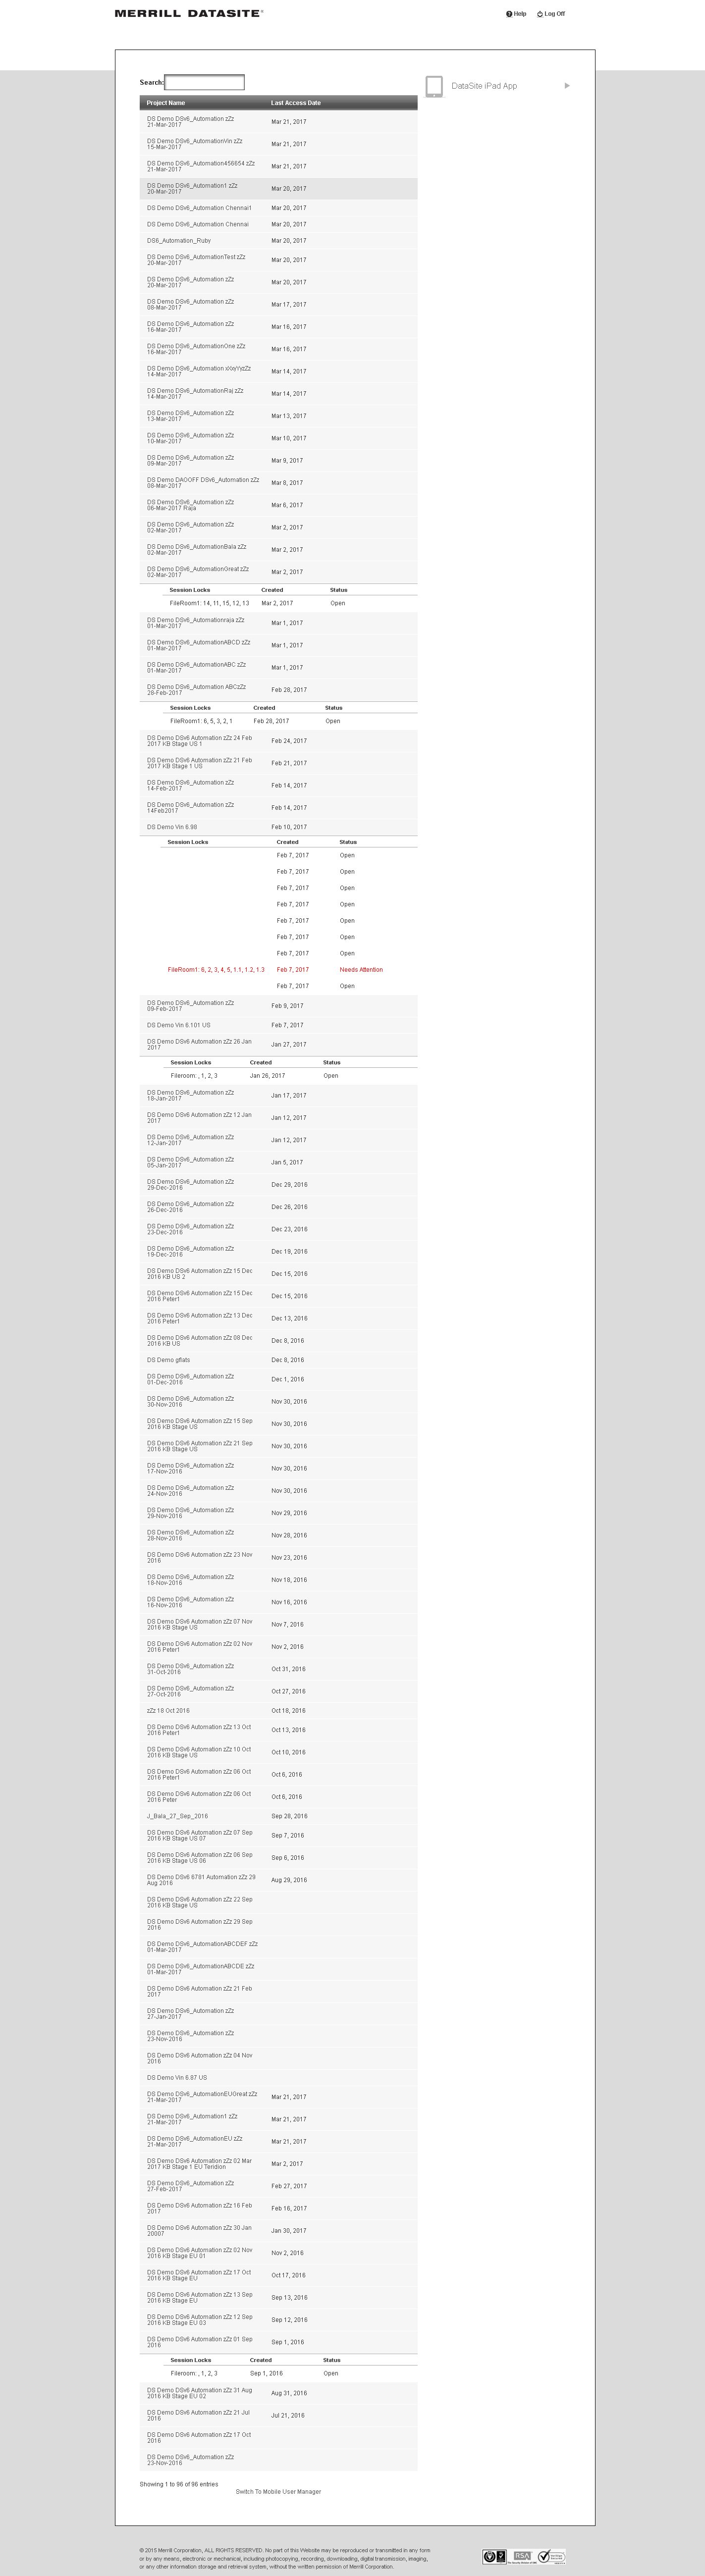 MERRILL DATASITE®
Help
Log Off
Search:
DataSite iPad App
Project Name Last Access Date
DS Demo DSv6_Automation zZz
21-Mar-2017 Mar 21, 2017
DS Demo DSv6_AutomationVin zZz
15-Mar-2017 Mar 21, 2017
DS Demo DSv6_Automation456654 zZz
21-Mar-2017 Mar 21, 2017
DS Demo DSv6_Automation1 zZz
20-Mar-2017 Mar 20, 2017
DS Demo DSv6_Automation Chennai1 Mar 20, 2017
DS Demo DSv6_Automation Chennai Mar 20, 2017
DS6_Automation_Ruby Mar 20, 2017
DS Demo DSv6_AutomationTest zZz
20-Mar-2017 Mar 20, 2017
DS Demo DSv6_Automation zZz
20-Mar-2017 Mar 20, 2017
DS Demo DSv6_Automation zZz
08-Mar-2017 Mar 17, 2017
DS Demo DSv6_Automation zZz
16-Mar-2017 Mar 16, 2017
DS Demo DSv6_AutomationOne zZz
16-Mar-2017 Mar 16, 2017
DS Demo DSv6_Automation xXxyYyzZz
14-Mar-2017 Mar 14, 2017
DS Demo DSv6_AutomationRaj zZz
14-Mar-2017 Mar 14, 2017
DS Demo DSv6_Automation zZz
13-Mar-2017 Mar 13, 2017
DS Demo DSv6_Automation zZz
10-Mar-2017 Mar 10, 2017
DS Demo DSv6_Automation zZz
09-Mar-2017 Mar 9, 2017
DS Demo DAOOFF DSv6_Automation zZz
08-Mar-2017 Mar 8, 2017
DS Demo DSv6_Automation zZz
06-Mar-2017 Raja Mar 6, 2017
DS Demo DSv6_Automation zZz
02-Mar-2017 Mar 2, 2017
DS Demo DSv6_AutomationBala zZz
02-Mar-2017 Mar 2, 2017
DS Demo DSv6_AutomationGreat zZz
02-Mar-2017 Mar 2, 2017
Session Locks Created Status
FileRoom1: 14, 11, 15, 12, 13 Mar 2, 2017 Open
DS Demo DSv6_Automationraja zZz
01-Mar-2017 Mar 1, 2017
DS Demo DSv6_AutomationABCD zZz
01-Mar-2017 Mar 1, 2017
DS Demo DSv6_AutomationABC zZz
01-Mar-2017 Mar 1, 2017
DS Demo DSv6_Automation ABCzZz
28-Feb-2017 Feb 28, 2017
Session Locks Created Status
FileRoom1: 6, 5, 3, 2, 1 Feb 28, 2017 Open
DS Demo DSv6 Automation zZz 24 Feb
2017 KB Stage US 1 Feb 24, 2017
DS Demo DSv6 Automation zZz 21 Feb
2017 KB Stage 1 US Feb 21, 2017
DS Demo DSv6_Automation zZz
14-Feb-2017 Feb 14, 2017
DS Demo DSv6_Automation zZz
14Feb2017 Feb 14, 2017
DS Demo Vin 6.98 Feb 10, 2017
Session Locks Created Status
Feb 7, 2017 Open
Feb 7, 2017 Open
Feb 7, 2017 Open
Feb 7, 2017 Open
Feb 7, 2017 Open
Feb 7, 2017 Open
Feb 7, 2017 Open
FileRoom1: 6, 2, 3, 4, 5, 1.1, 1.2, 1.3 Feb 7, 2017 Needs Attention
Feb 7, 2017 Open
DS Demo DSv6_Automation zZz
09-Feb-2017 Feb 9, 2017
DS Demo Vin 6.101 US Feb 7, 2017
DS Demo DSv6 Automation zZz 26 Jan
2017 Jan 27, 2017
Session Locks Created Status
Fileroom: , 1, 2, 3 Jan 26, 2017 Open
DS Demo DSv6_Automation zZz
18-Jan-2017 Jan 17, 2017
DS Demo DSv6 Automation zZz 12 Jan
2017 Jan 12, 2017
DS Demo DSv6_Automation zZz
12-Jan-2017 Jan 12, 2017
DS Demo DSv6_Automation zZz
05-Jan-2017 Jan 5, 2017
DS Demo DSv6_Automation zZz
29-Dec-2016 Dec 29, 2016
DS Demo DSv6_Automation zZz
26-Dec-2016 Dec 26, 2016
DS Demo DSv6_Automation zZz
23-Dec-2016 Dec 23, 2016
DS Demo DSv6_Automation zZz
19-Dec-2016 Dec 19, 2016
DS Demo DSv6 Automation zZz 15 Dec
2016 KB US 2 Dec 15, 2016
DS Demo DSv6 Automation zZz 15 Dec
2016 Peter1 Dec 15, 2016
DS Demo DSv6 Automation zZz 13 Dec
2016 Peter1 Dec 13, 2016
DS Demo DSv6 Automation zZz 08 Dec
2016 KB US Dec 8, 2016
DS Demo gflats Dec 8, 2016
DS Demo DSv6_Automation zZz
01-Dec-2016 Dec 1, 2016
DS Demo DSv6_Automation zZz
30-Nov-2016 Nov 30, 2016
DS Demo DSv6 Automation zZz 15 Sep
2016 KB Stage US Nov 30, 2016
DS Demo DSv6 Automation zZz 21 Sep
2016 KB Stage US Nov 30, 2016
DS Demo DSv6_Automation zZz
17-Nov-2016 Nov 30, 2016
DS Demo DSv6_Automation zZz
24-Nov-2016 Nov 30, 2016
DS Demo DSv6_Automation zZz
29-Nov-2016 Nov 29, 2016
DS Demo DSv6_Automation zZz
28-Nov-2016 Nov 28, 2016
DS Demo DSv6 Automation zZz 23 Nov
2016 Nov 23, 2016
DS Demo DSv6_Automation zZz
18-Nov-2016 Nov 18, 2016
DS Demo DSv6_Automation zZz
16-Nov-2016 Nov 16, 2016
DS Demo DSv6 Automation zZz 07 Nov
2016 KB Stage US Nov 7, 2016
DS Demo DSv6 Automation zZz 02 Nov
2016 Peter1 Nov 2, 2016
DS Demo DSv6_Automation zZz
31-Oct-2016 Oct 31, 2016
DS Demo DSv6_Automation zZz
27-Oct-2016 Oct 27, 2016
zZz 18 Oct 2016 Oct 18, 2016
DS Demo DSv6 Automation zZz 13 Oct
2016 Peter1 Oct 13, 2016
DS Demo DSv6 Automation zZz 10 Oct
2016 KB Stage US Oct 10, 2016
DS Demo DSv6 Automation zZz 06 Oct
2016 Peter1 Oct 6, 2016
DS Demo DSv6 Automation zZz 06 Oct
2016 Peter Oct 6, 2016
J_Bala_27_Sep_2016 Sep 28, 2016
DS Demo DSv6 Automation zZz 07 Sep
2016 KB Stage US 07 Sep 7, 2016
DS Demo DSv6 Automation zZz 06 Sep
2016 KB Stage US 06 Sep 6, 2016
DS Demo DSv6 6781 Automation zZz 29
Aug 2016 Aug 29, 2016
DS Demo DSv6 Automation zZz 22 Sep
2016 KB Stage US
DS Demo DSv6 Automation zZz 29 Sep
2016
DS Demo DSv6_AutomationABCDEF zZz
01-Mar-2017
DS Demo DSv6_AutomationABCDE zZz
01-Mar-2017
DS Demo DSv6 Automation zZz 21 Feb
2017
DS Demo DSv6_Automation zZz
27-Jan-2017
DS Demo DSv6_Automation zZz
23-Nov-2016
DS Demo DSv6 Automation zZz 04 Nov
2016
DS Demo Vin 6.87 US
DS Demo DSv6_AutomationEUGreat zZz
21-Mar-2017 Mar 21, 2017
DS Demo DSv6_Automation1 zZz
21-Mar-2017 Mar 21, 2017
DS Demo DSv6_AutomationEU zZz
21-Mar-2017 Mar 21, 2017
DS Demo DSv6 Automation zZz 02 Mar
2017 KB Stage 1 EU Teridion Mar 2, 2017
DS Demo DSv6_Automation zZz
27-Feb-2017 Feb 27, 2017
DS Demo DSv6 Automation zZz 16 Feb
2017 Feb 16, 2017
DS Demo DSv6 Automation zZz 30 Jan
20007 Jan 30, 2017
DS Demo DSv6 Automation zZz 02 Nov
2016 KB Stage EU 01 Nov 2, 2016
DS Demo DSv6 Automation zZz 17 Oct
2016 KB Stage EU Oct 17, 2016
DS Demo DSv6 Automation zZz 13 Sep
2016 KB Stage EU Sep 13, 2016
DS Demo DSv6 Automation zZz 12 Sep
2016 KB Stage EU 03 Sep 12, 2016
DS Demo DSv6 Automation zZz 01 Sep
2016 Sep 1, 2016
Session Locks Created Status
Fileroom: , 1, 2, 3 Sep 1, 2016 Open
DS Demo DSv6 Automation zZz 31 Aug
2016 KB Stage EU 02 Aug 31, 2016
DS Demo DSv6 Automation zZz 21 Jul
2016 Jul 21, 2016
DS Demo DSv6 Automation zZz 17 Oct
2016
DS Demo DSv6_Automation zZz
23-Nov-2016
Showing 1 to 96 of 96 entries
Switch To Mobile User Manager
© 2015 Merrill Corporation, ALL RIGHTS RESERVED. No part of this Website may be reproduced or transmitted in any form
or by any means, electronic or mechanical, including photocopying, recording, downloading, digital transmission, imaging,
or any other information storage and retrieval system, without the written permission of Merrill Corporation.
RSA